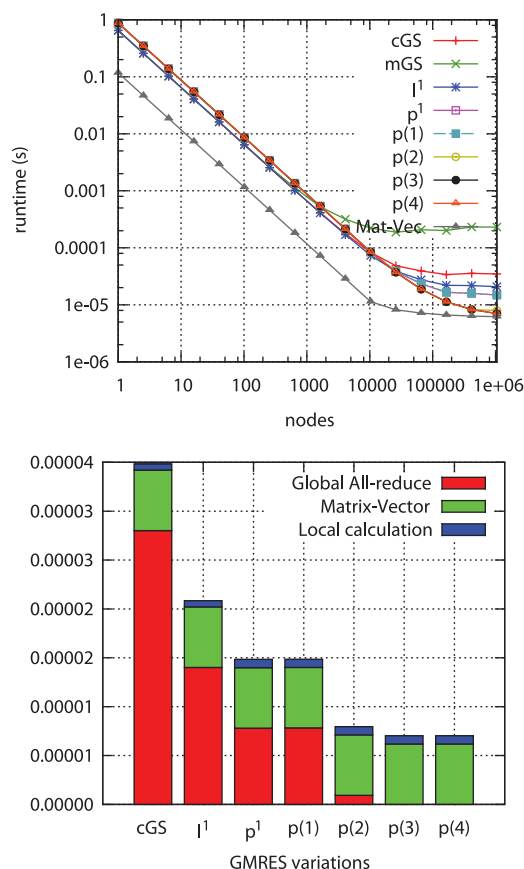 1
0.1
0.01
0.001
0.0001
1e-05
1e-06
runtime (s)
cGS
mGS
l¹
p¹
p(1)
p(2)
p(3)
p(4)
Mat-Vec
1 10 100 1000 10000 100000 1e+06
nodes
0.00004
0.00003
0.00003
0.00002
0.00002
0.00001
0.00001
0.00000
Global All-reduce
Matrix-Vector
Local calculation
cGS l¹ p¹ p(1) p(2) p(3) p(4)
GMRES variations